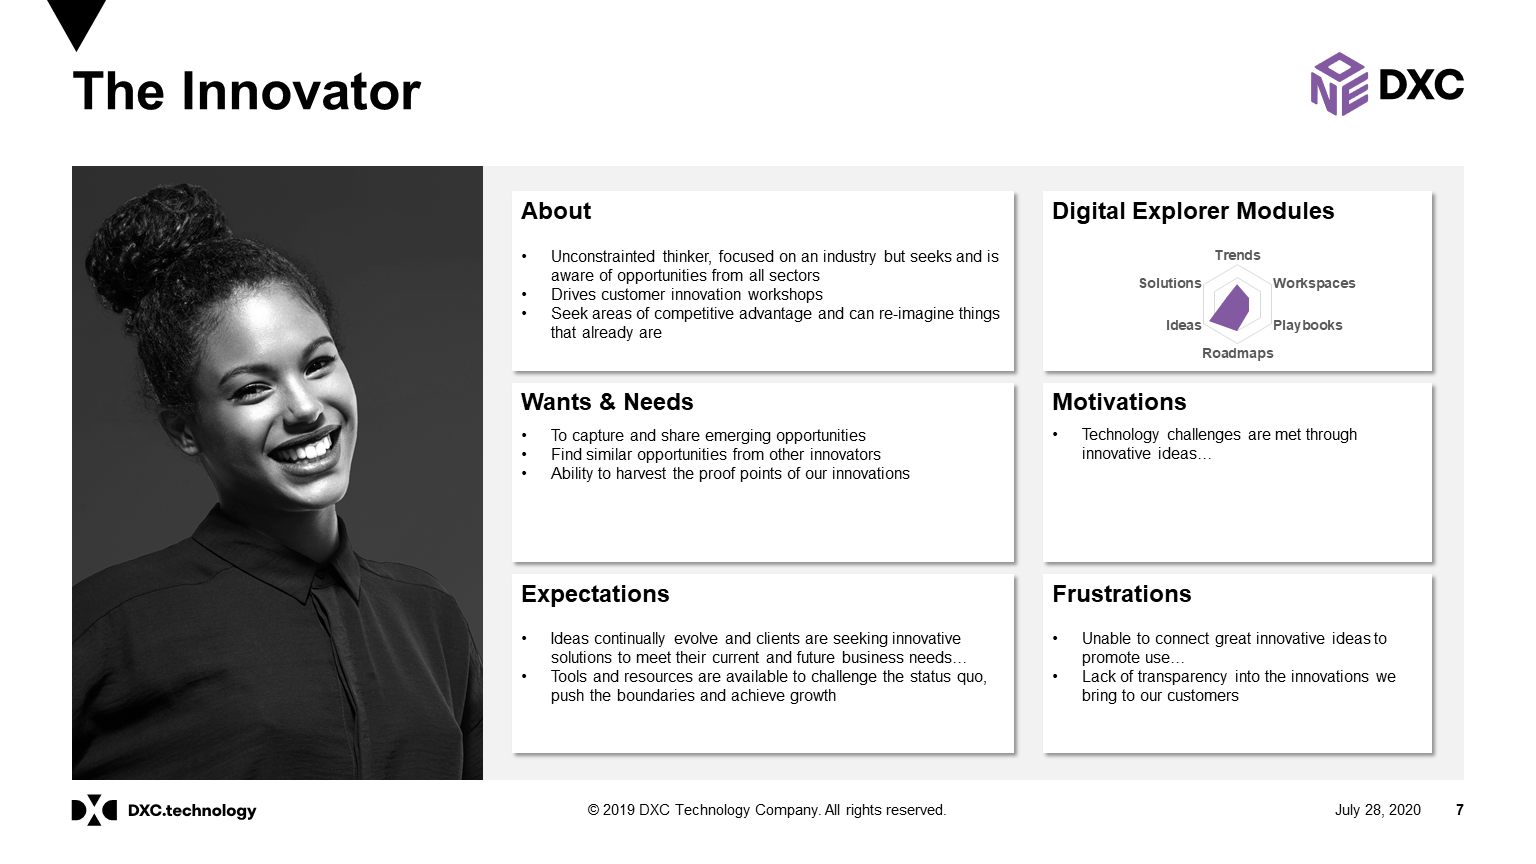 The Innovator
ONE DXC
About
• Unconstrainted thinker, focused on an industry but seeks and is
aware of opportunities from all sectors
• Drives customer innovation workshops
• Seek areas of competitive advantage and can re-imagine things
that already are
Digital Explorer Modules
Trends
Solutions
Workspaces
Ideas
Playbooks
Roadmaps
Wants & Needs
• To capture and share emerging opportunities
• Find similar opportunities from other innovators
• Ability to harvest the proof points of our innovations
Motivations
• Technology challenges are met through
innovative ideas…
Expectations
• Ideas continually evolve and clients are seeking innovative
solutions to meet their current and future business needs…
• Tools and resources are available to challenge the status quo,
push the boundaries and achieve growth
Frustrations
• Unable to connect great innovative ideas to
promote use…
• Lack of transparency into the innovations we
bring to our customers
DXC.technology
© 2019 DXC Technology Company. All rights reserved.
July 28, 2020
7